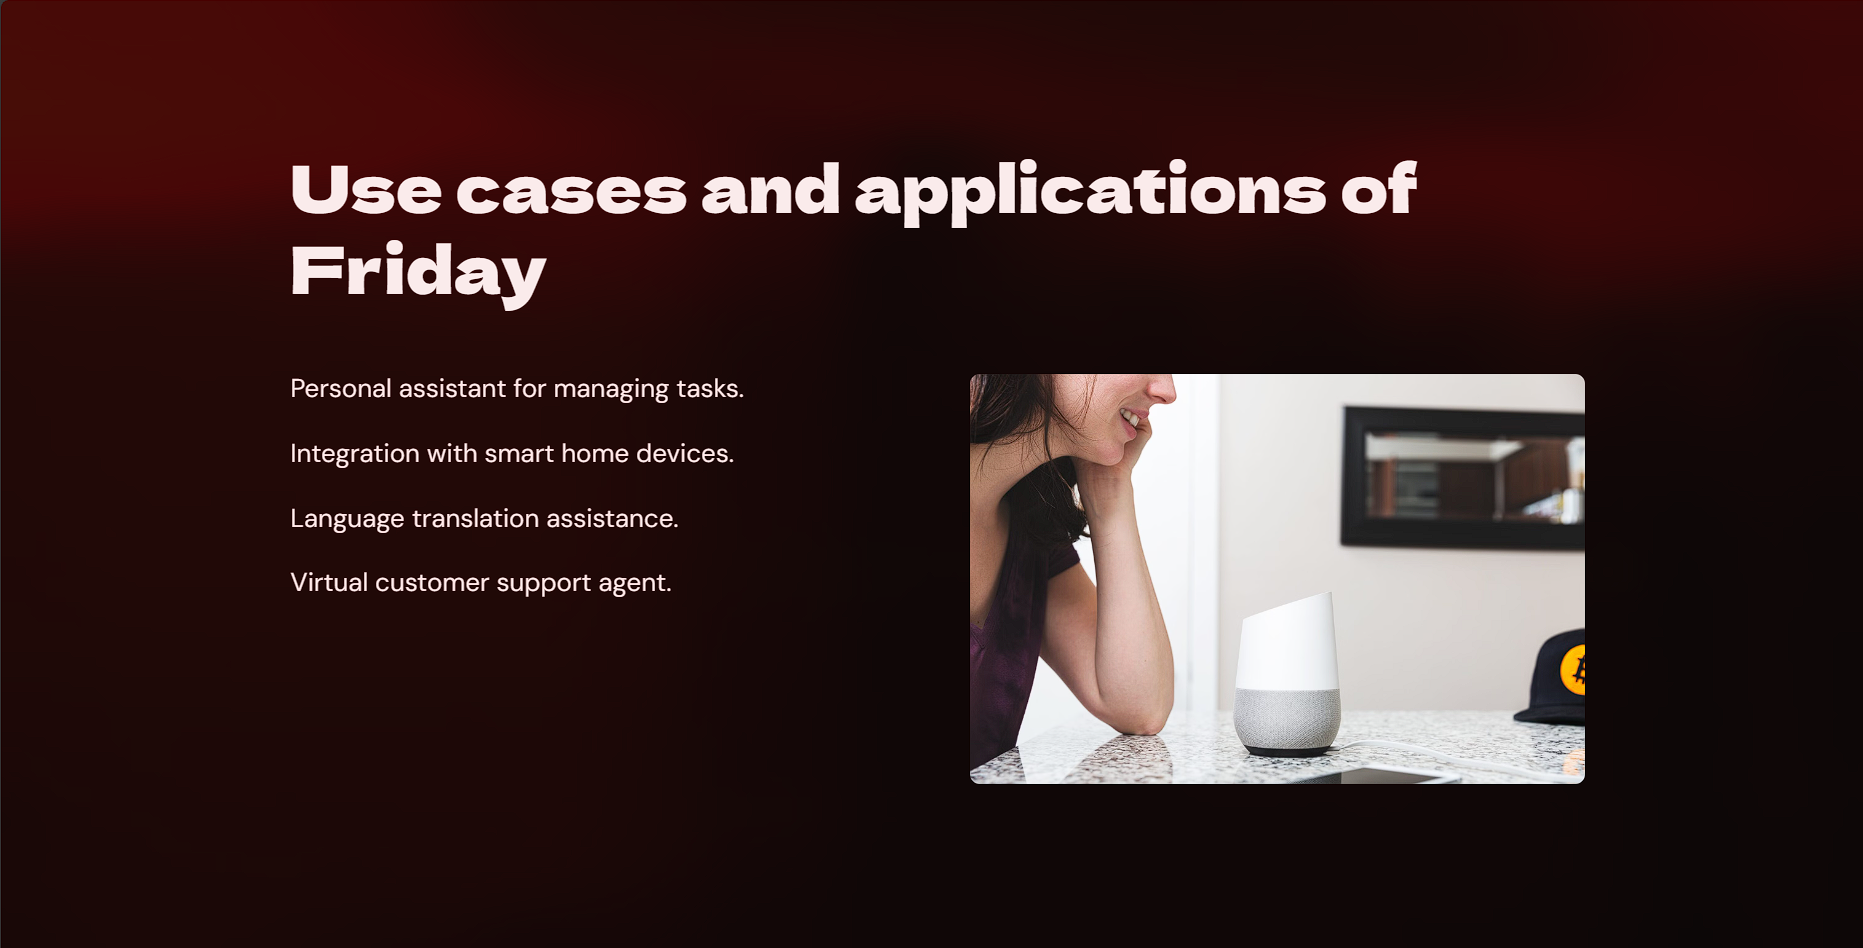 Use cases and applications of
Friday
Personal assistant for managing tasks.
Integration with smart home devices.
Language translation assistance.
Virtual customer support agent.